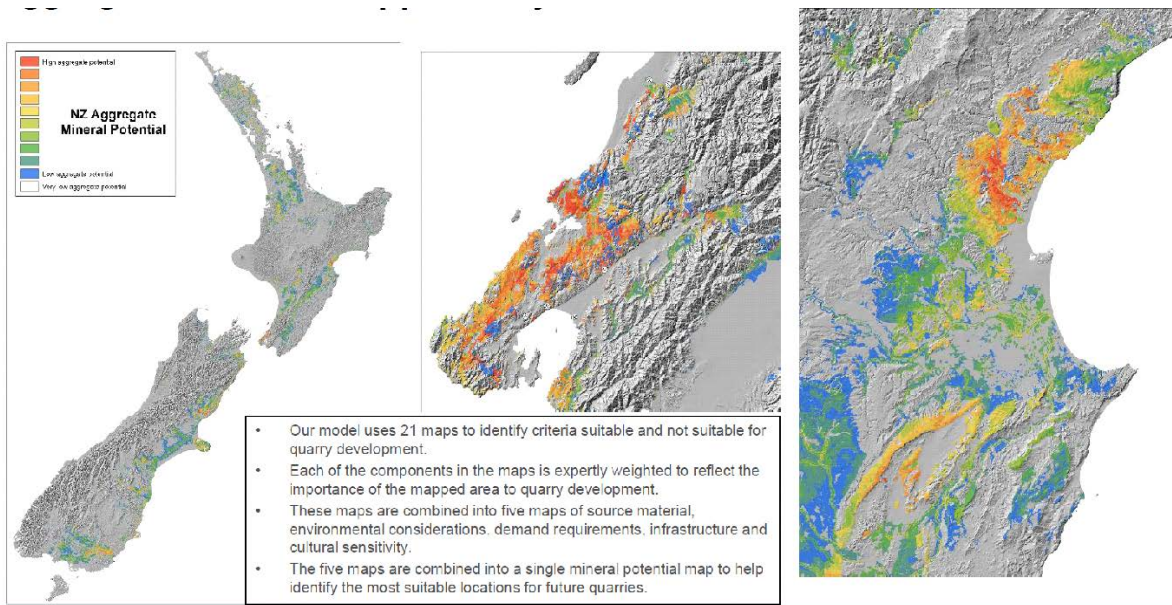 High aggregate potential
NZ Aggregate
Mineral Potential
Low aggregate potential
Very low aggregate potential
• Our model uses 21 maps to identify criteria suitable and not suitable for
quarry development.
• Each of the components in the maps is expertly weighted to reflect the
importance of the mapped area to quarry development.
• These maps are combined into five maps of source material,
environmental considerations, demand requirements, infrastructure and
cultural sensitivity.
• The five maps are combined into a single mineral potential map to help
identify the most suitable locations for future quarries.